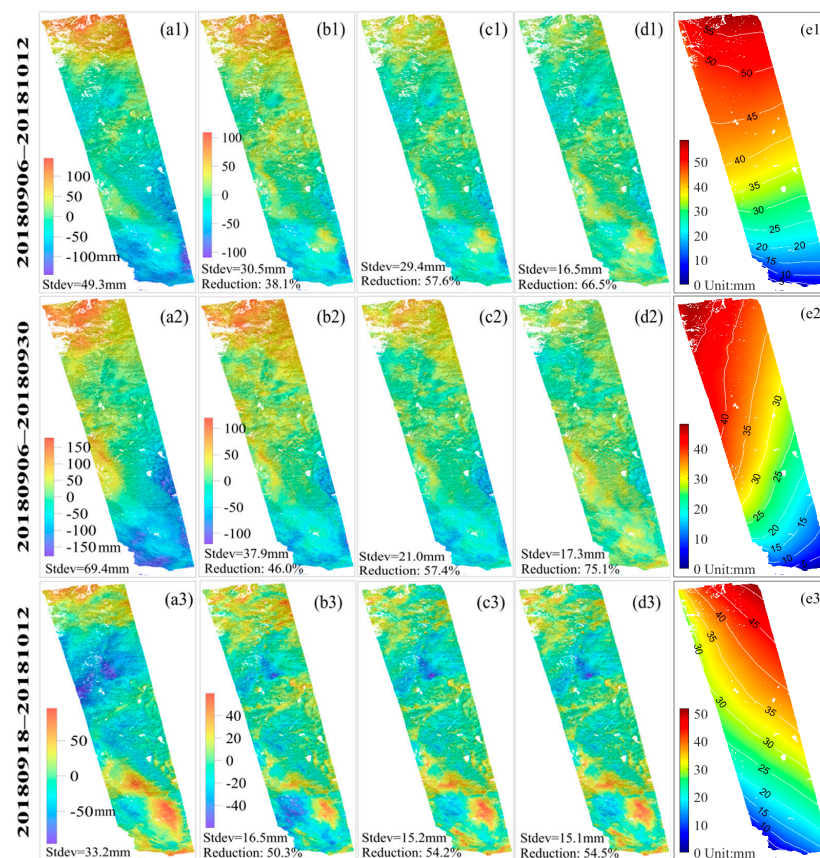 20180906–20181012
(a1)
100
50
0
-50
-100mm
Stdev=49.3mm
(b1)
100
50
0
-50
-100
Stdev=30.5mm
Reduction: 38.1%
(c1)
Stdev=29.4mm
Reduction: 57.6%
(d1)
Stdev=16.5mm
Reduction: 66.5%
(e1)
55
50
50
45
40
35
30
25
20
20
15
10
5
50
40
30
20
10
0 Unit:mm
20180906–20180930
(a2)
150
100
50
0
-50
-100
-150mm
Stdev=69.4mm
(b2)
100
50
0
-50
-100
Stdev=37.9mm
Reduction: 46.0%
(c2)
Stdev=21.0mm
Reduction: 57.4%
(d2)
Stdev=17.3mm
Reduction: 75.1%
(e2)
40
35
30
30
25
25
20
15
15
10
5
40
30
20
10
0 Unit:mm
20180918–20181012
(a3)
50
0
-50mm
Stdev=33.2mm
(b3)
40
20
0
-20
-40
Stdev=16.5mm
Reduction: 50.3%
(c3)
Stdev=15.2mm
Reduction: 54.2%
(d3)
Stdev=15.1mm
Reduction: 54.5%
(e3)
45
40
35
30
35
30
30
25
20
20
15
15
10
10
50
40
30
20
10
0 Unit:mm